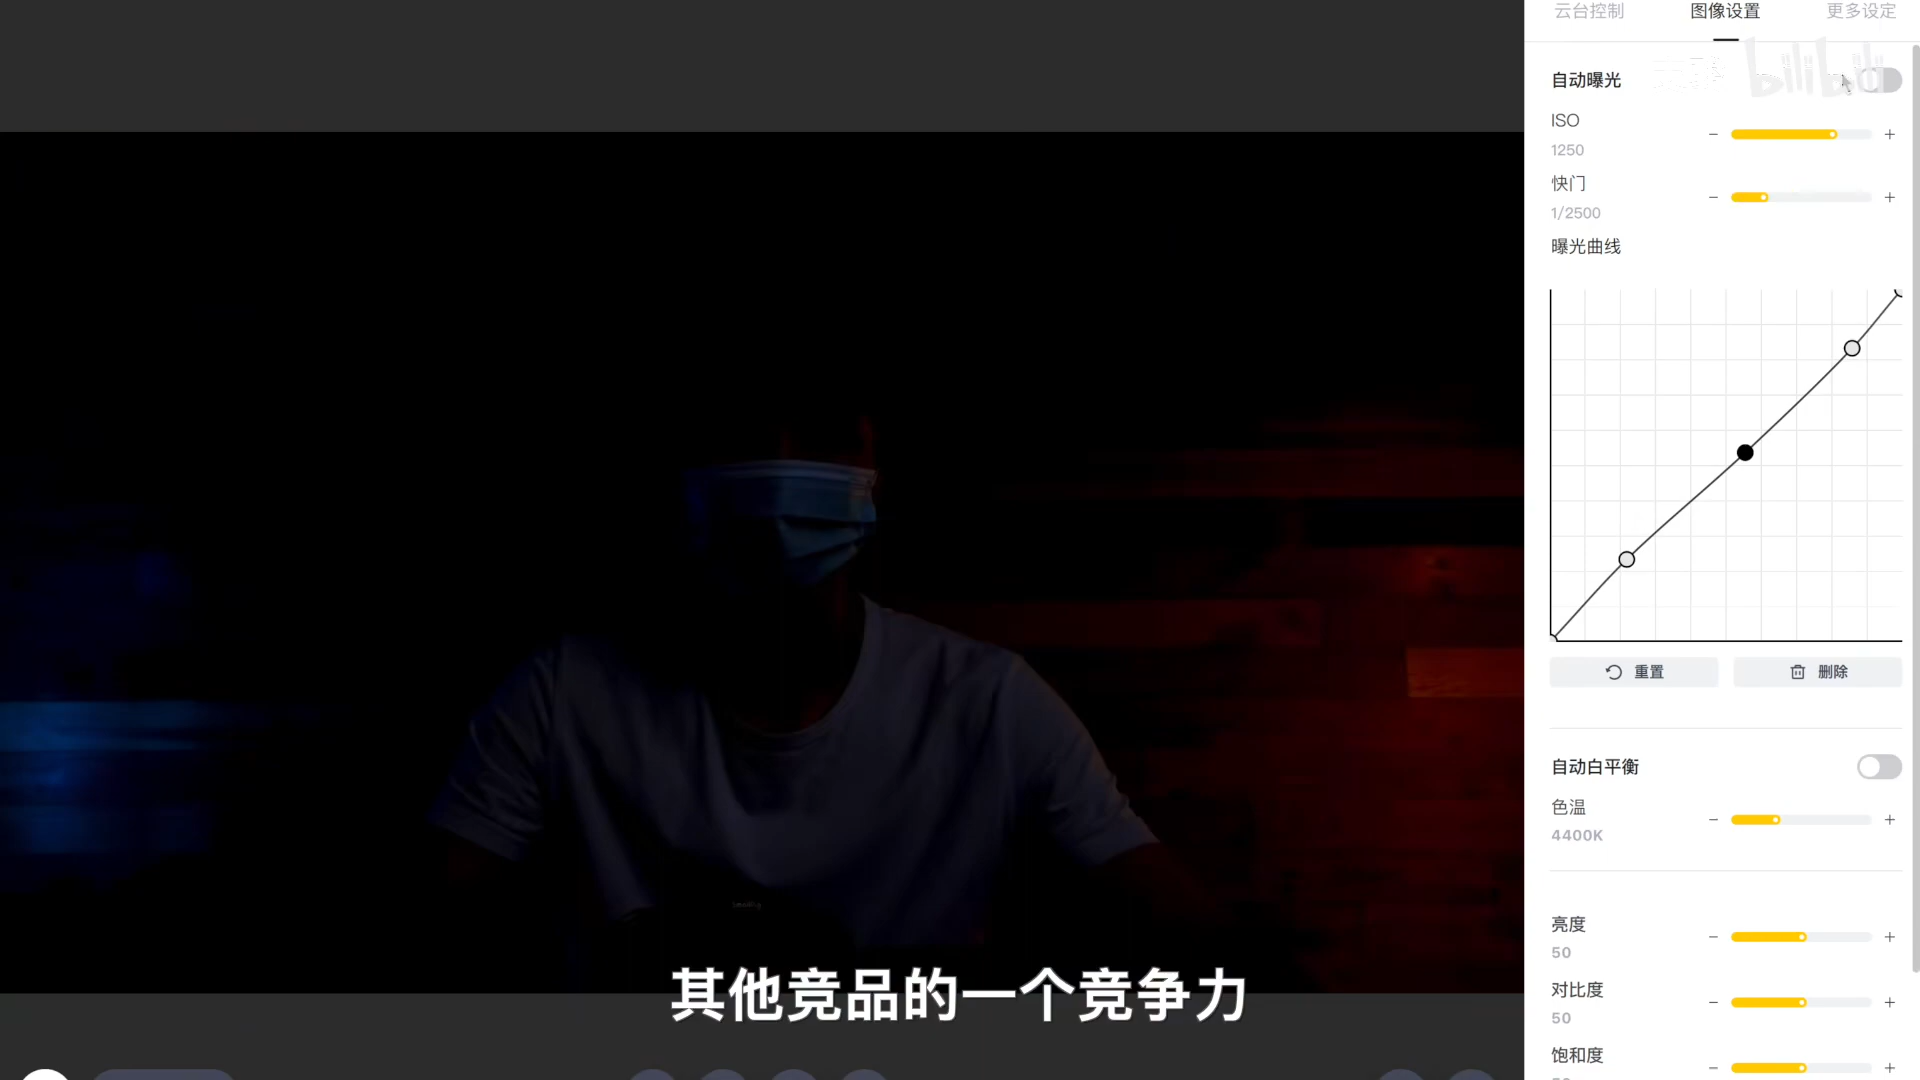 云台控制 图像设置 更多设定
bilibili
自动曝光
ISO
1250
快门
1/2500
曝光曲线
重置 删除
自动白平衡
色温
4400K
亮度
50
对比度
50
饱和度
其他竞品的一个竞争力